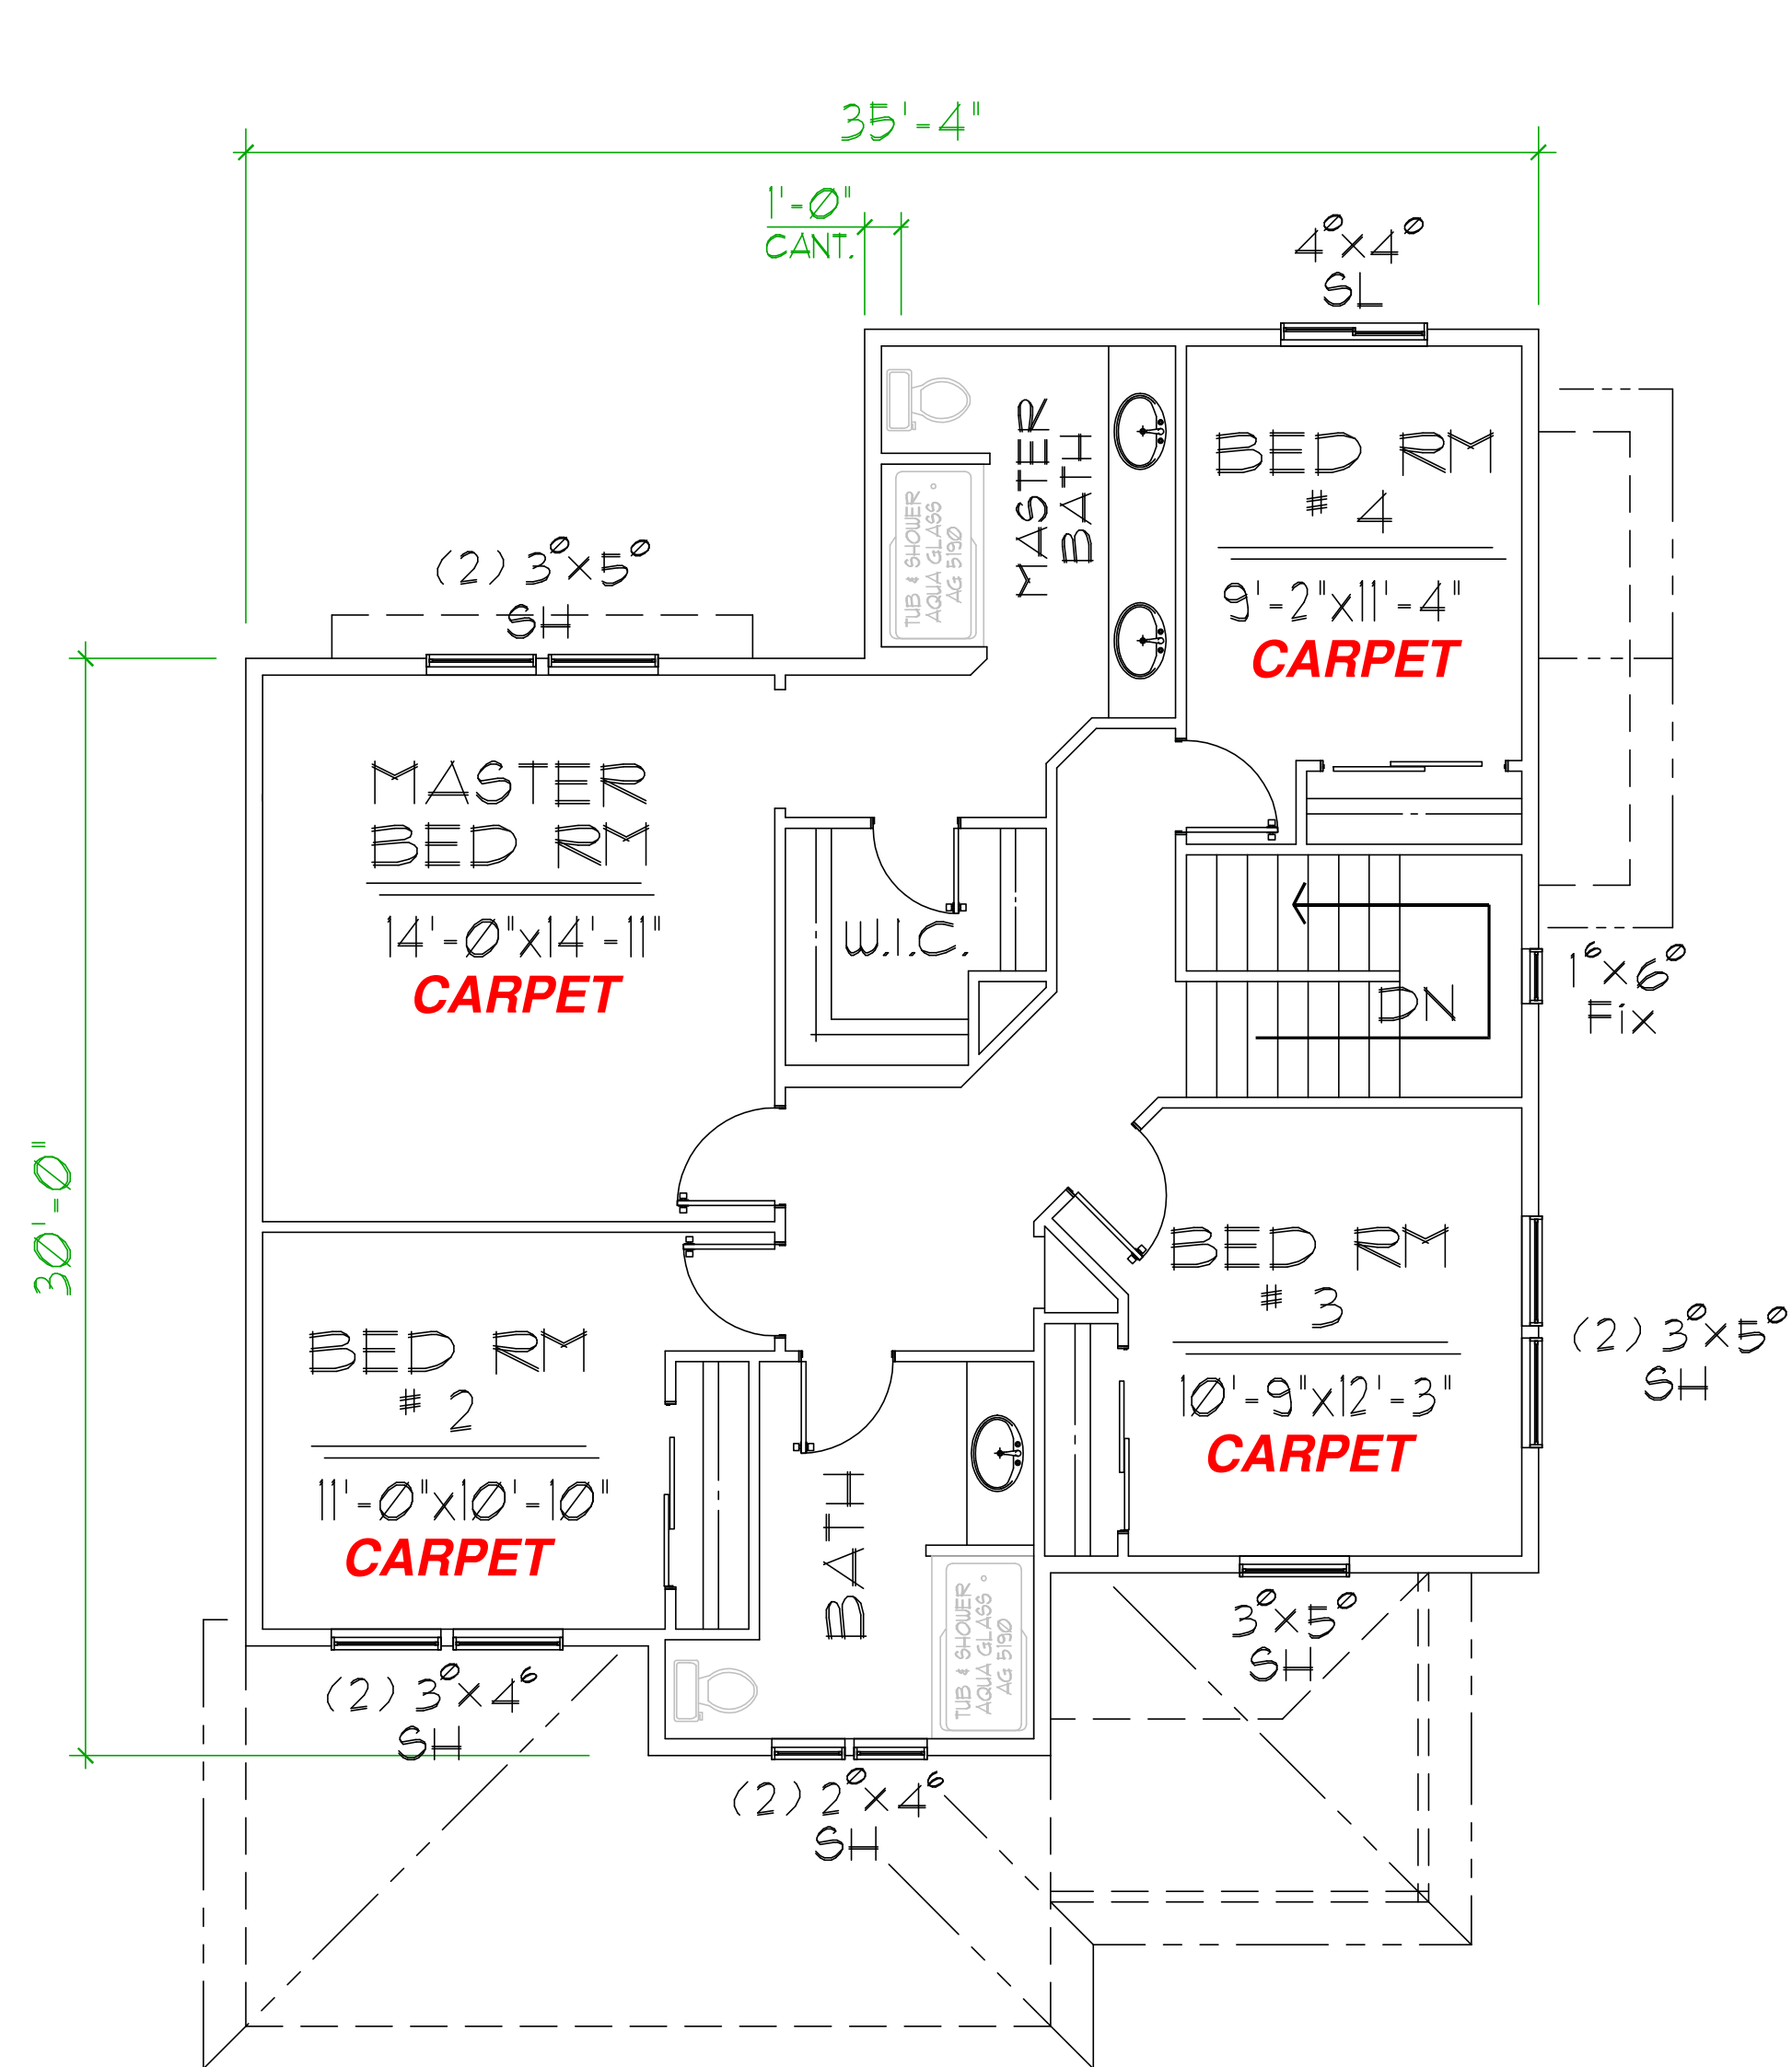 35'-4"
1'-0"
CANT.
4⁰x4⁰
SL
MASTER
BATH
BED RM
# 4
9'-2"x11'-4"
CARPET
TUB & SHOWER
AQUA GLASS
AG 5190
(2) 3⁰x5⁰
SH
MASTER
BED RM
14'-0"x14'-11"
CARPET
W.I.C.
DN
1⁶x6⁰
Fix
30'-0"
BED RM
# 3
10'-9"x12'-3"
CARPET
(2) 3⁰x5⁰
SH
BED RM
# 2
11'-0"x10'-10"
CARPET
BATH
TUB & SHOWER
AQUA GLASS
AG 5190
3⁰x5⁰
SH
(2) 3⁰x4⁶
SH
(2) 2⁰x4⁶
SH